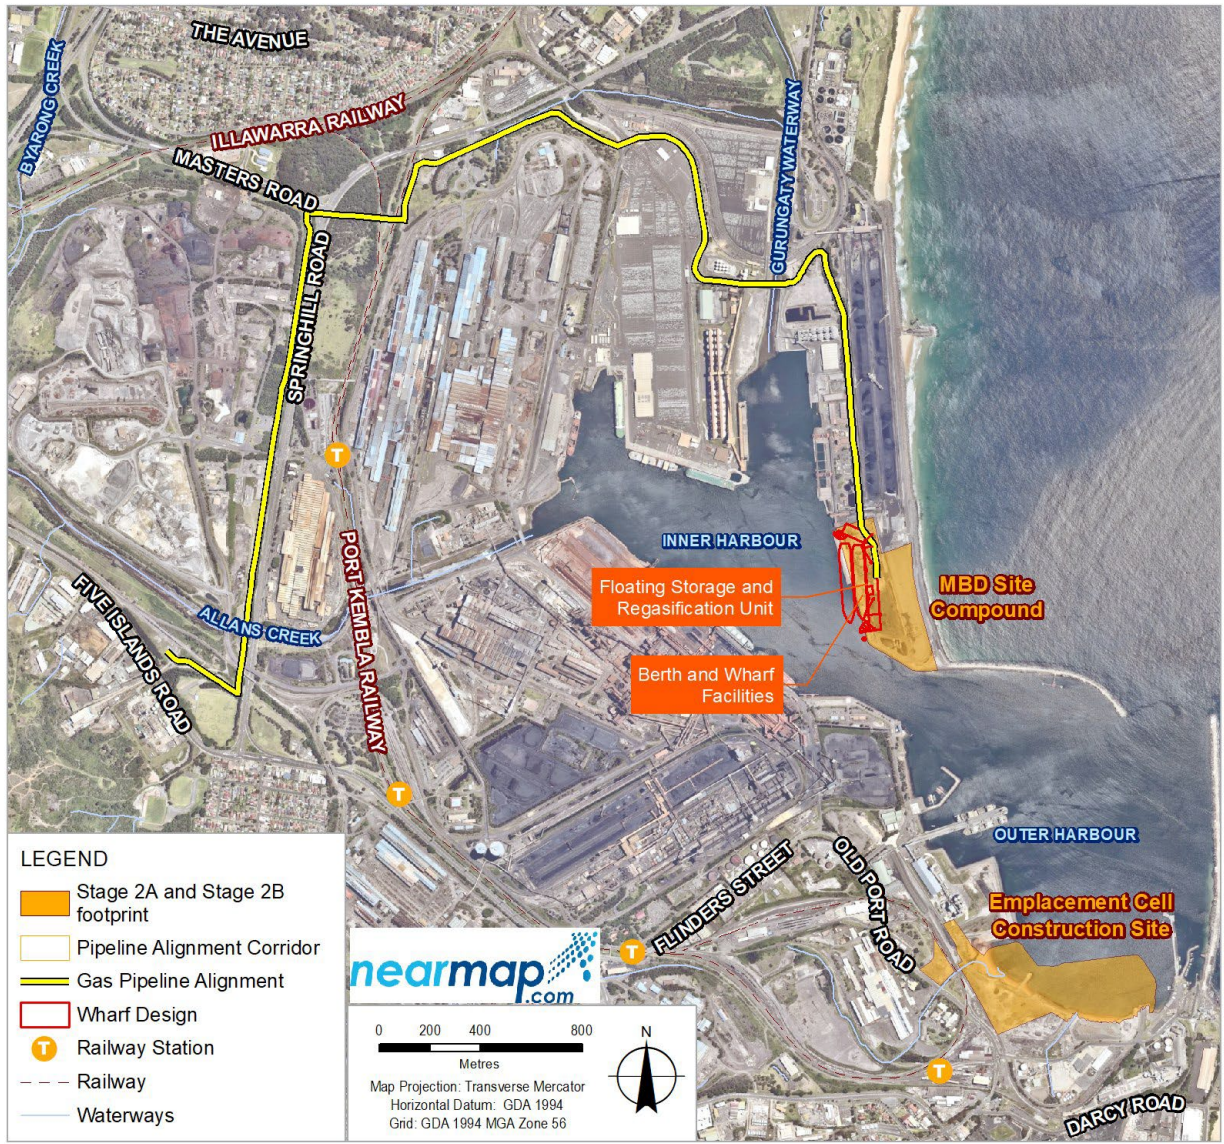 THE AVENUE
BYARONG CREEK
ILLAWARRA RAILWAY
MASTERS ROAD
GURUNGATY WATERWAY
SPRINGHILL ROAD
T
PORT KEMBLA RAILWAY
INNER HARBOUR
Floating Storage and
Regasification Unit
MBD Site
Compound
FIVE ISLANDS ROAD
ALLANS CREEK
Berth and Wharf
Facilities
T
OUTER HARBOUR
FLINDERS STREET
OLD PORT ROAD
Emplacement Cell
Construction Site
T
T
DARCY ROAD
LEGEND
Stage 2A and Stage 2B
footprint
Pipeline Alignment Corridor
Gas Pipeline Alignment
Wharf Design
T Railway Station
Railway
Waterways
nearmap
.com
0 200 400 800
Metres
Map Projection: Transverse Mercator
Horizontal Datum: GDA 1994
Grid: GDA 1994 MGA Zone 56
N